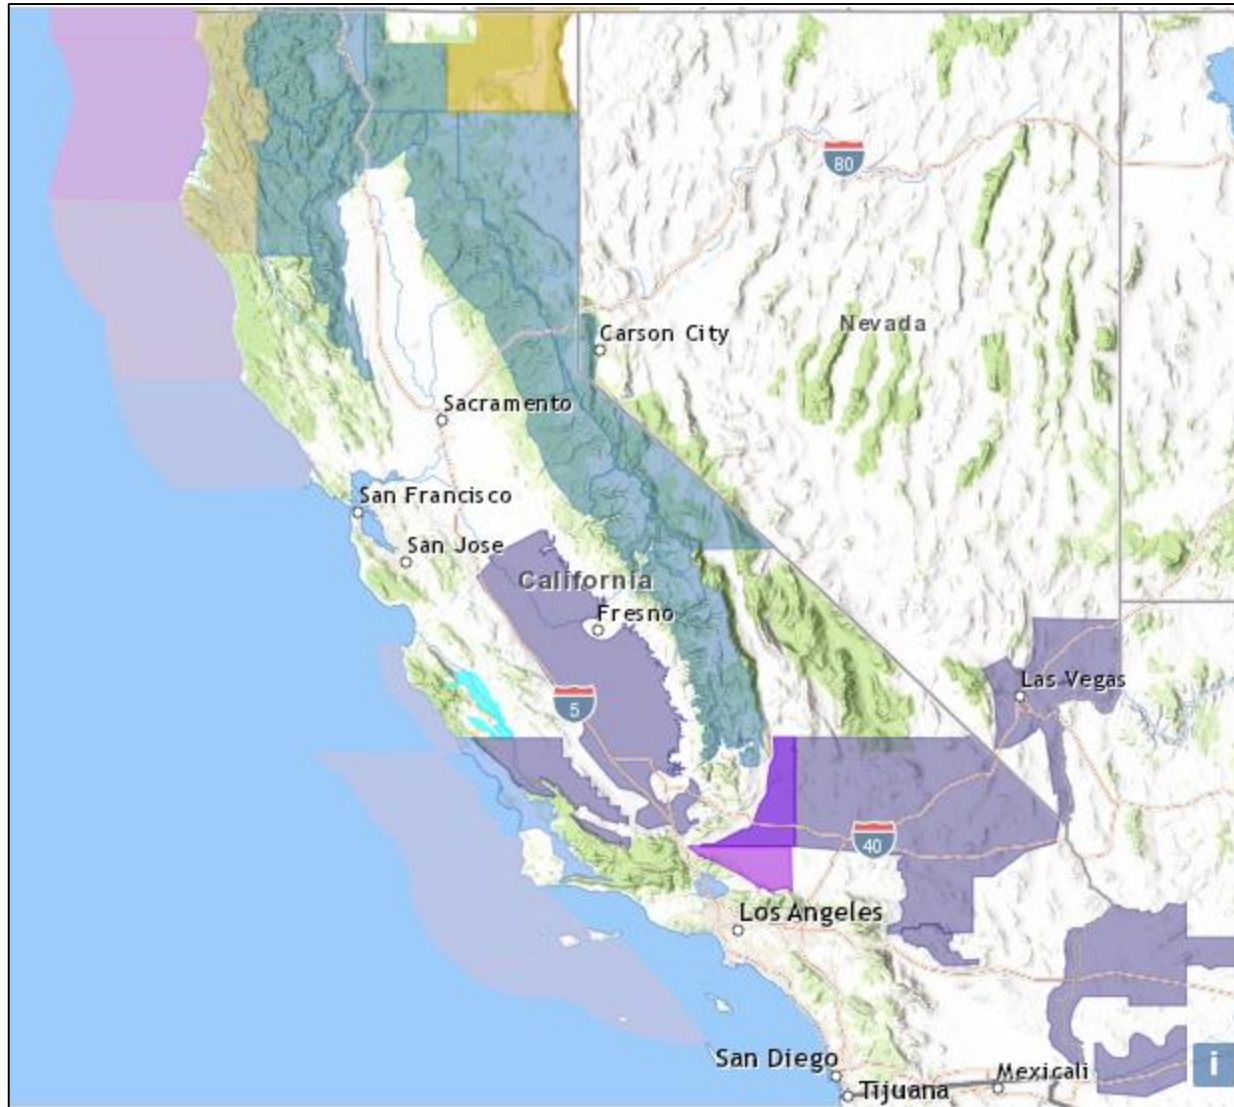 80
Nevada
Carson City
Sacramento
San Francisco
San Jose
California
Fresno
Las Vegas
5
40
Los Angeles
San Diego
Mexicali
Tijuana
i